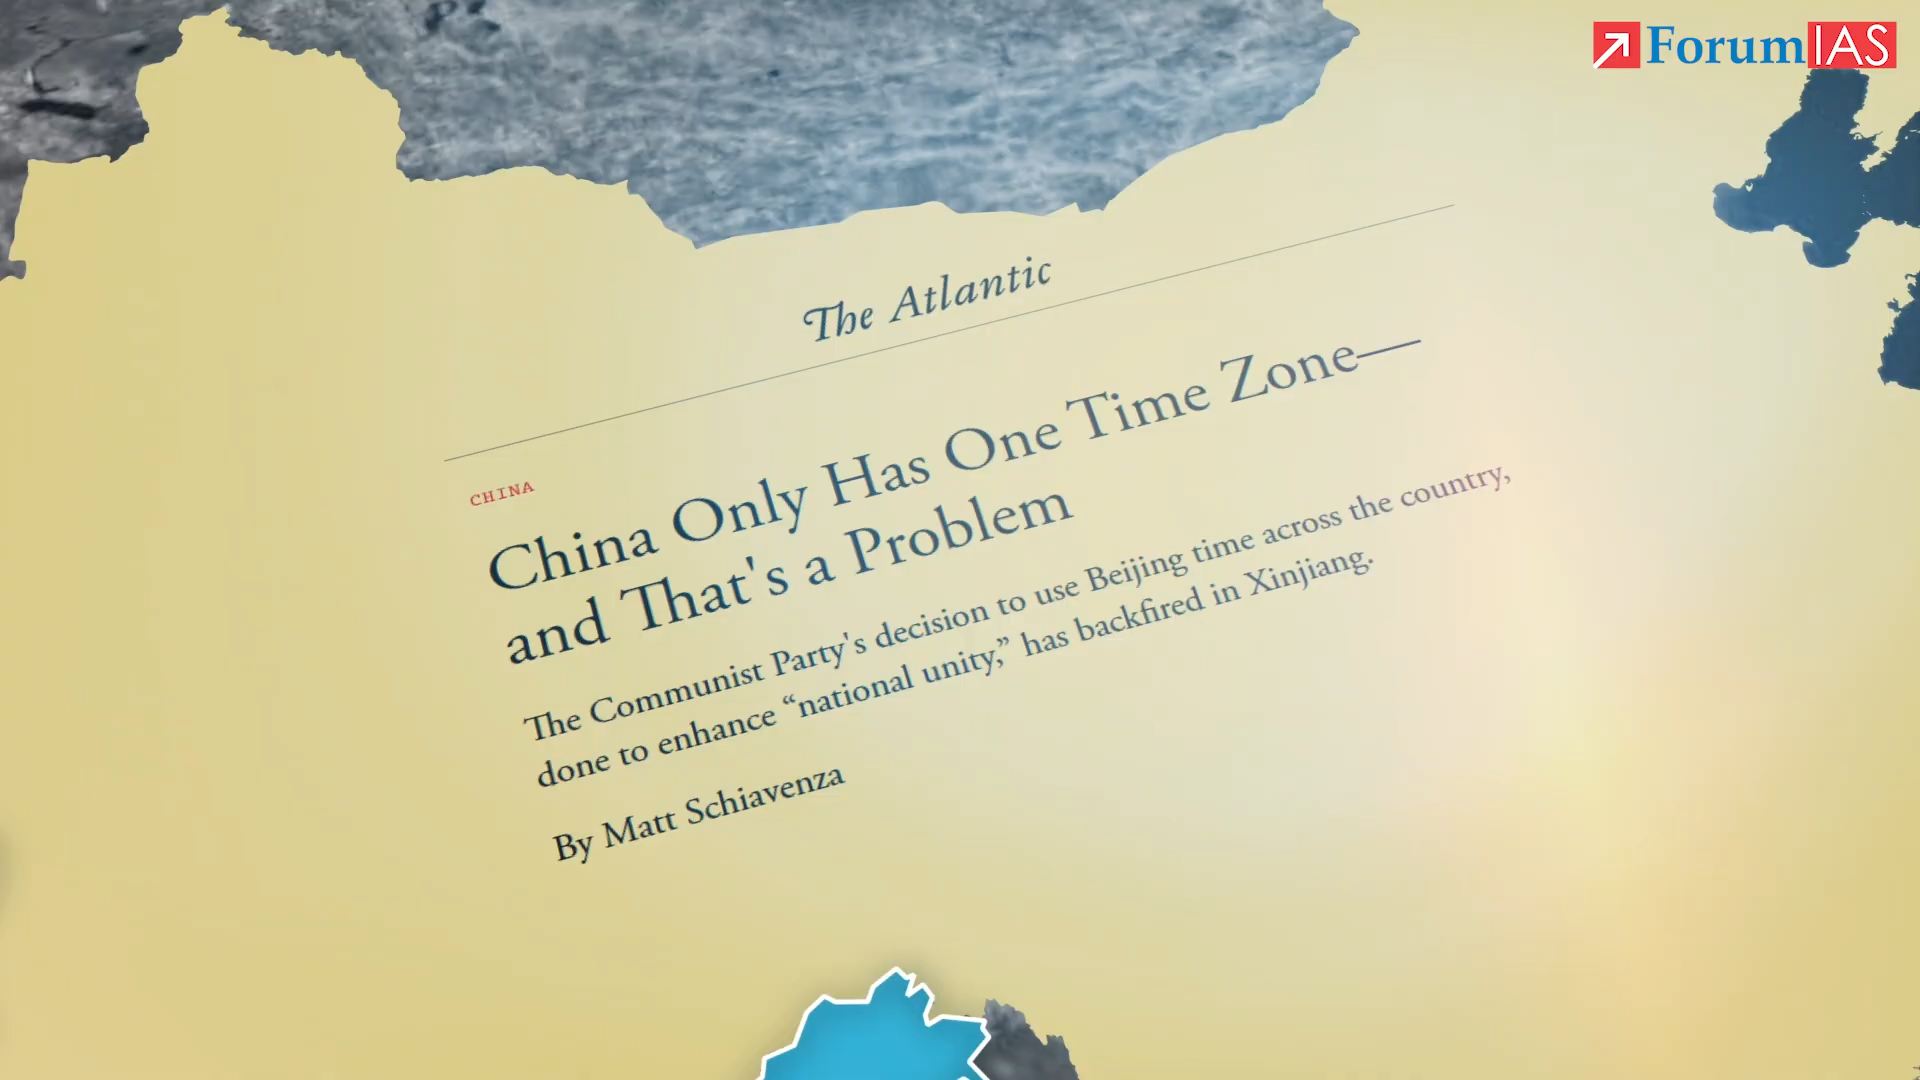 ForumIAS
The Atlantic
CHINA
China Only Has One Time Zone—
and That's a Problem
The Communist Party's decision to use Beijing time across the country,
done to enhance “national unity,” has backfired in Xinjiang.
By Matt Schiavenza